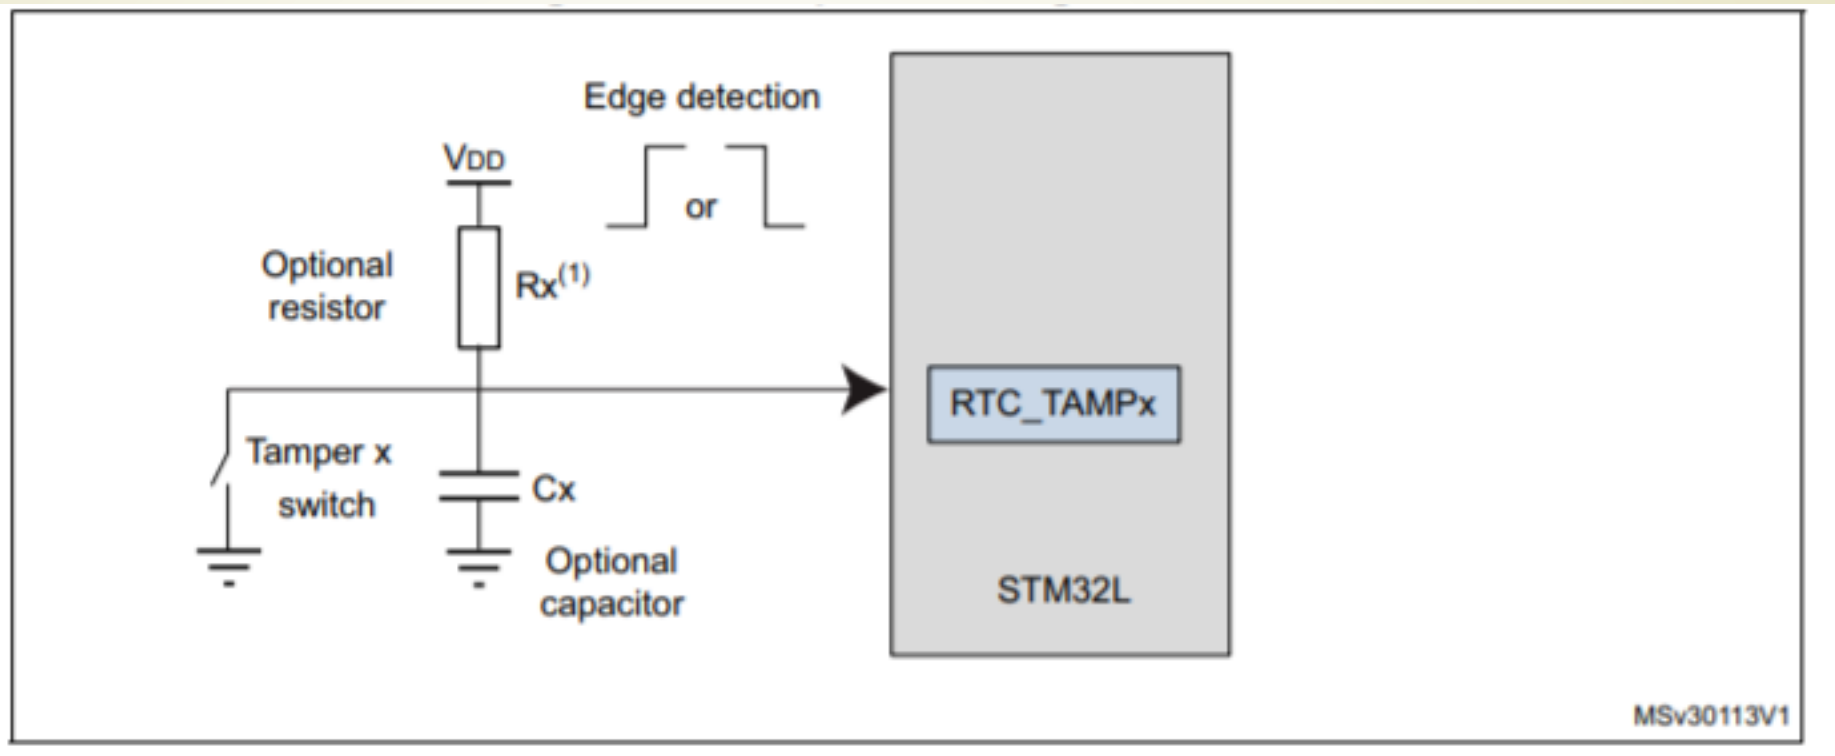 Edge detection
VDD
or
Optional
resistor
Rx(1)
RTC_TAMPx
Tamper x
switch
Cx
Optional
capacitor
STM32L
MSv30113V1